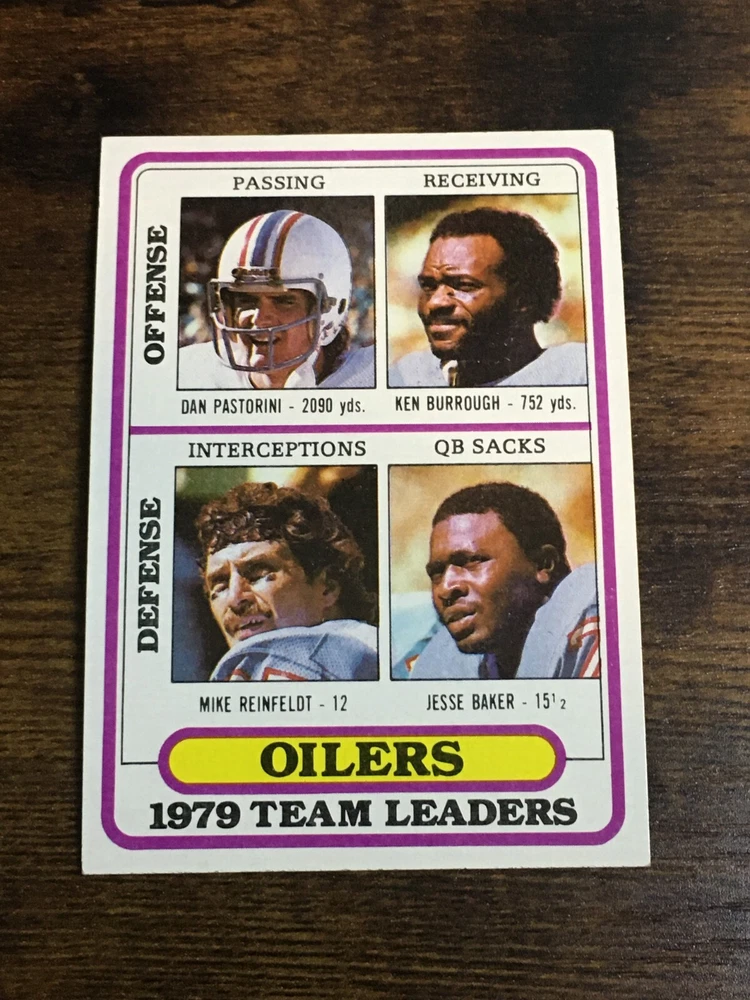 OFFENSE
PASSING
RECEIVING
DAN PASTORINI - 2090 yds.
KEN BURROUGH - 752 yds.
DEFENSE
INTERCEPTIONS
QB SACKS
MIKE REINFELDT - 12
JESSE BAKER - 15¹ ₂
OILERS
1979 TEAM LEADERS